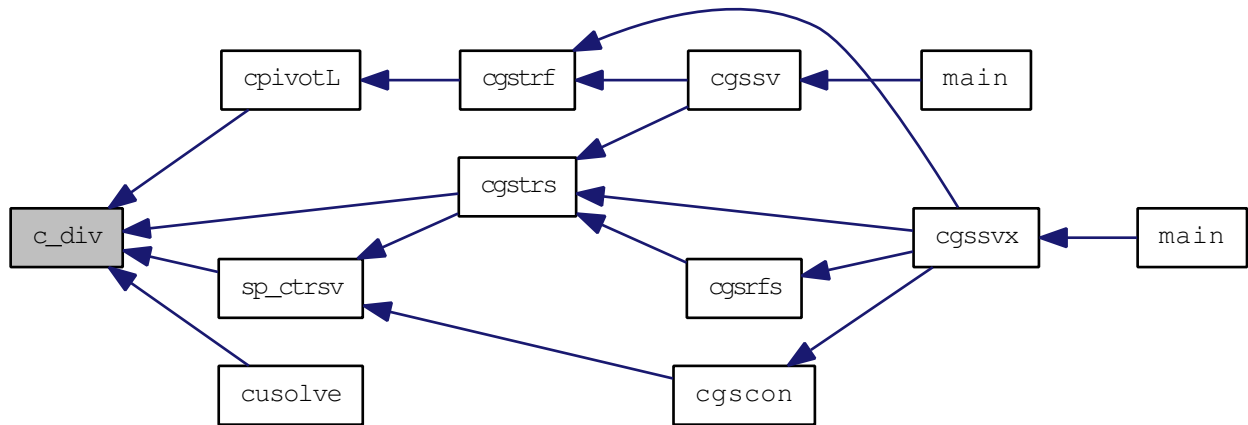 cpivotL
cgstrf
cgssv
main
cgstrs
c_div
cgssvx
main
sp_ctrsv
cgsrfs
cusolve
cgscon